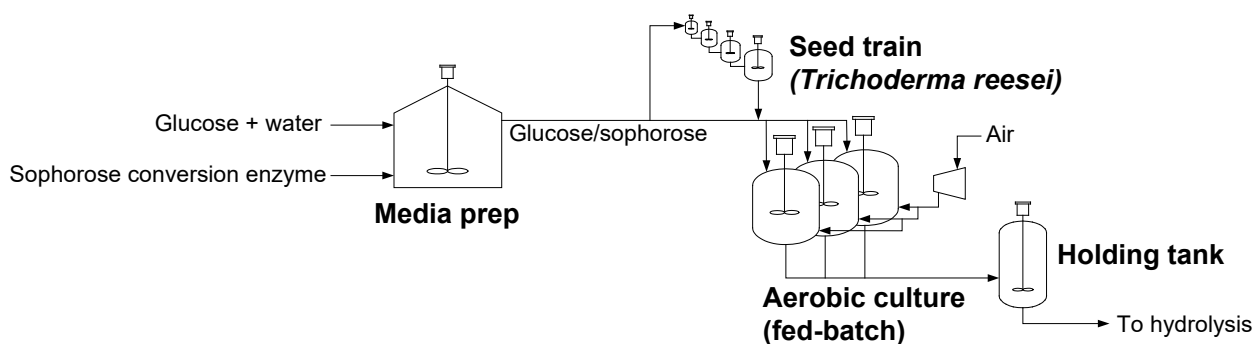 Seed train
(Trichoderma reesei)
Glucose + water
Glucose/sophorose
Air
Sophorose conversion enzyme
Media prep
Holding tank
Aerobic culture
(fed-batch)
To hydrolysis